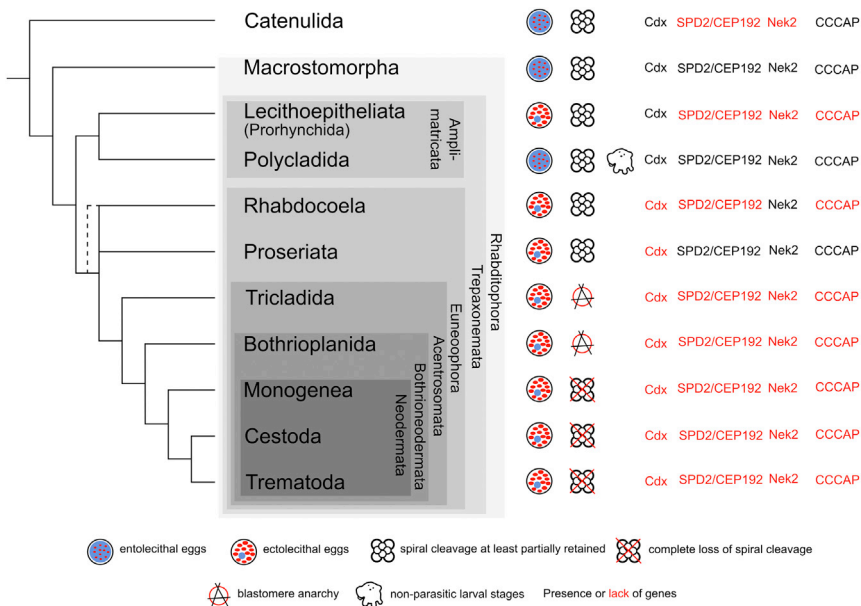 Catenulida Cdx SPD2/CEP192 Nek2 CCCAP
Macrostomorpha Cdx SPD2/CEP192 Nek2 CCCAP
Lecithoepitheliata Cdx SPD2/CEP192 Nek2 CCCAP
(Prorhynchida)
Polycladida Cdx SPD2/CEP192 Nek2 CCCAP
Ampli-
matricata
Rhabdocoela Cdx SPD2/CEP192 Nek2 CCCAP
Proseriata Cdx SPD2/CEP192 Nek2 CCCAP
Tricladida Cdx SPD2/CEP192 Nek2 CCCAP
Bothrioplanida Cdx SPD2/CEP192 Nek2 CCCAP
Monogenea Cdx SPD2/CEP192 Nek2 CCCAP
Cestoda Cdx SPD2/CEP192 Nek2 CCCAP
Trematoda Cdx SPD2/CEP192 Nek2 CCCAP
Rhabditophora
Trepaxonemata
Euneoophora
Acentrosomata
Bothrioneodermata
Neodermata
entolecithal eggs ectolecithal eggs spiral cleavage at least partially retained complete loss of spiral cleavage
blastomere anarchy non-parasitic larval stages Presence or lack of genes